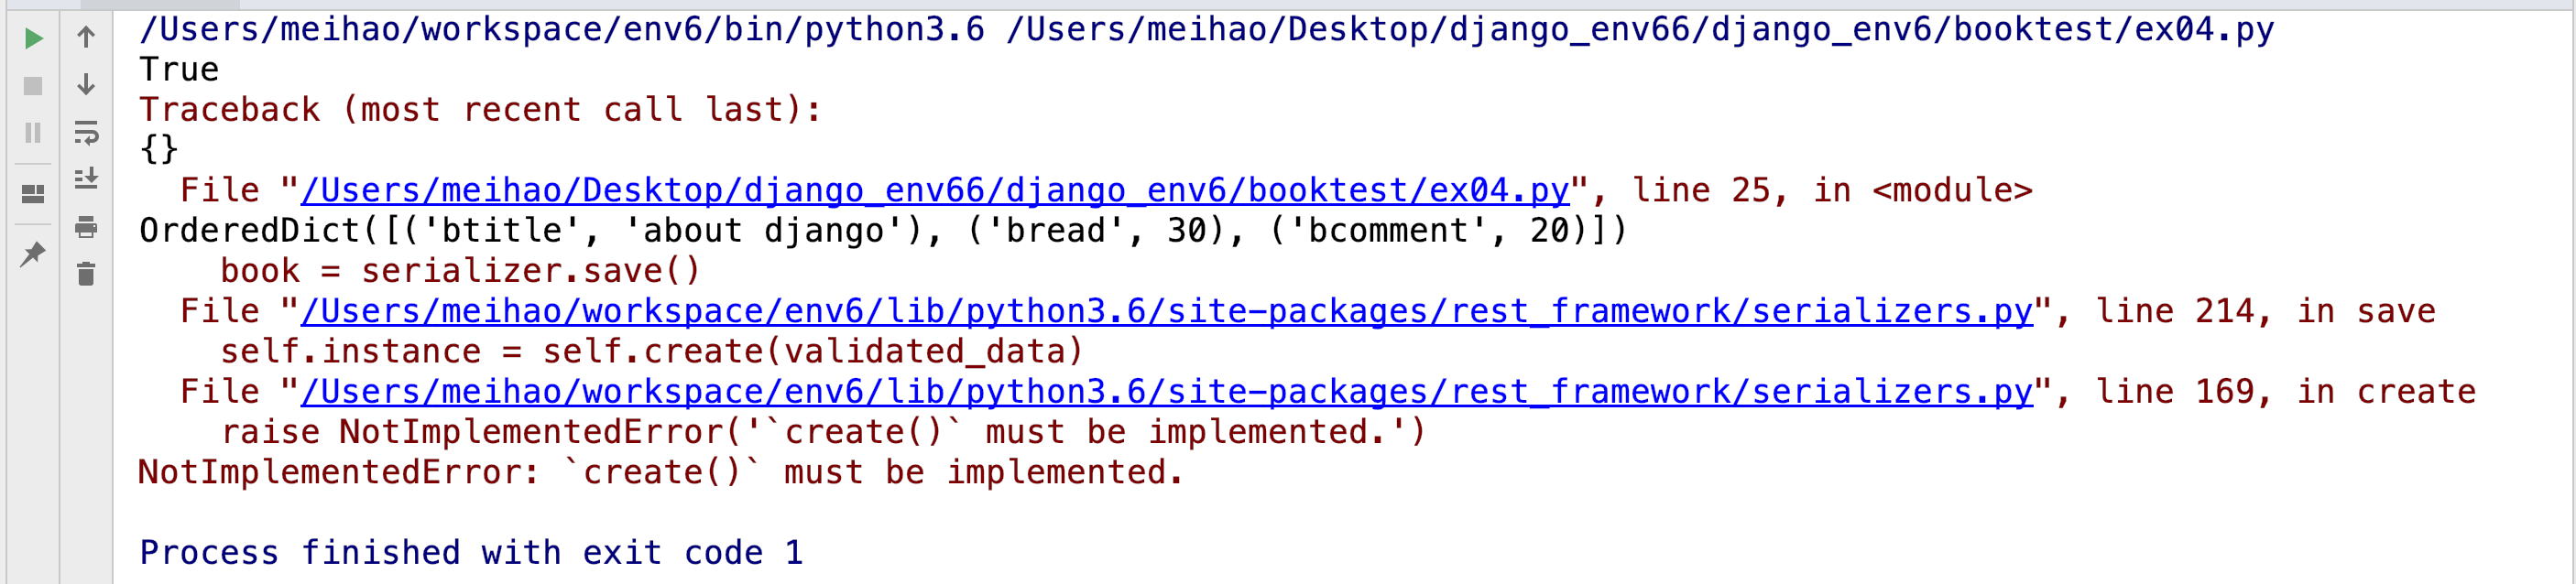 /Users/meihao/workspace/env6/bin/python3.6 /Users/meihao/Desktop/django_env66/django_env6/booktest/ex04.py
True
Traceback (most recent call last):
{}
  File "/Users/meihao/Desktop/django_env66/django_env6/booktest/ex04.py", line 25, in <module>
OrderedDict([('btitle', 'about django'), ('bread', 30), ('bcomment', 20)])
    book = serializer.save()
  File "/Users/meihao/workspace/env6/lib/python3.6/site-packages/rest_framework/serializers.py", line 214, in save
    self.instance = self.create(validated_data)
  File "/Users/meihao/workspace/env6/lib/python3.6/site-packages/rest_framework/serializers.py", line 169, in create
    raise NotImplementedError('`create()` must be implemented.')
NotImplementedError: `create()` must be implemented.
Process finished with exit code 1